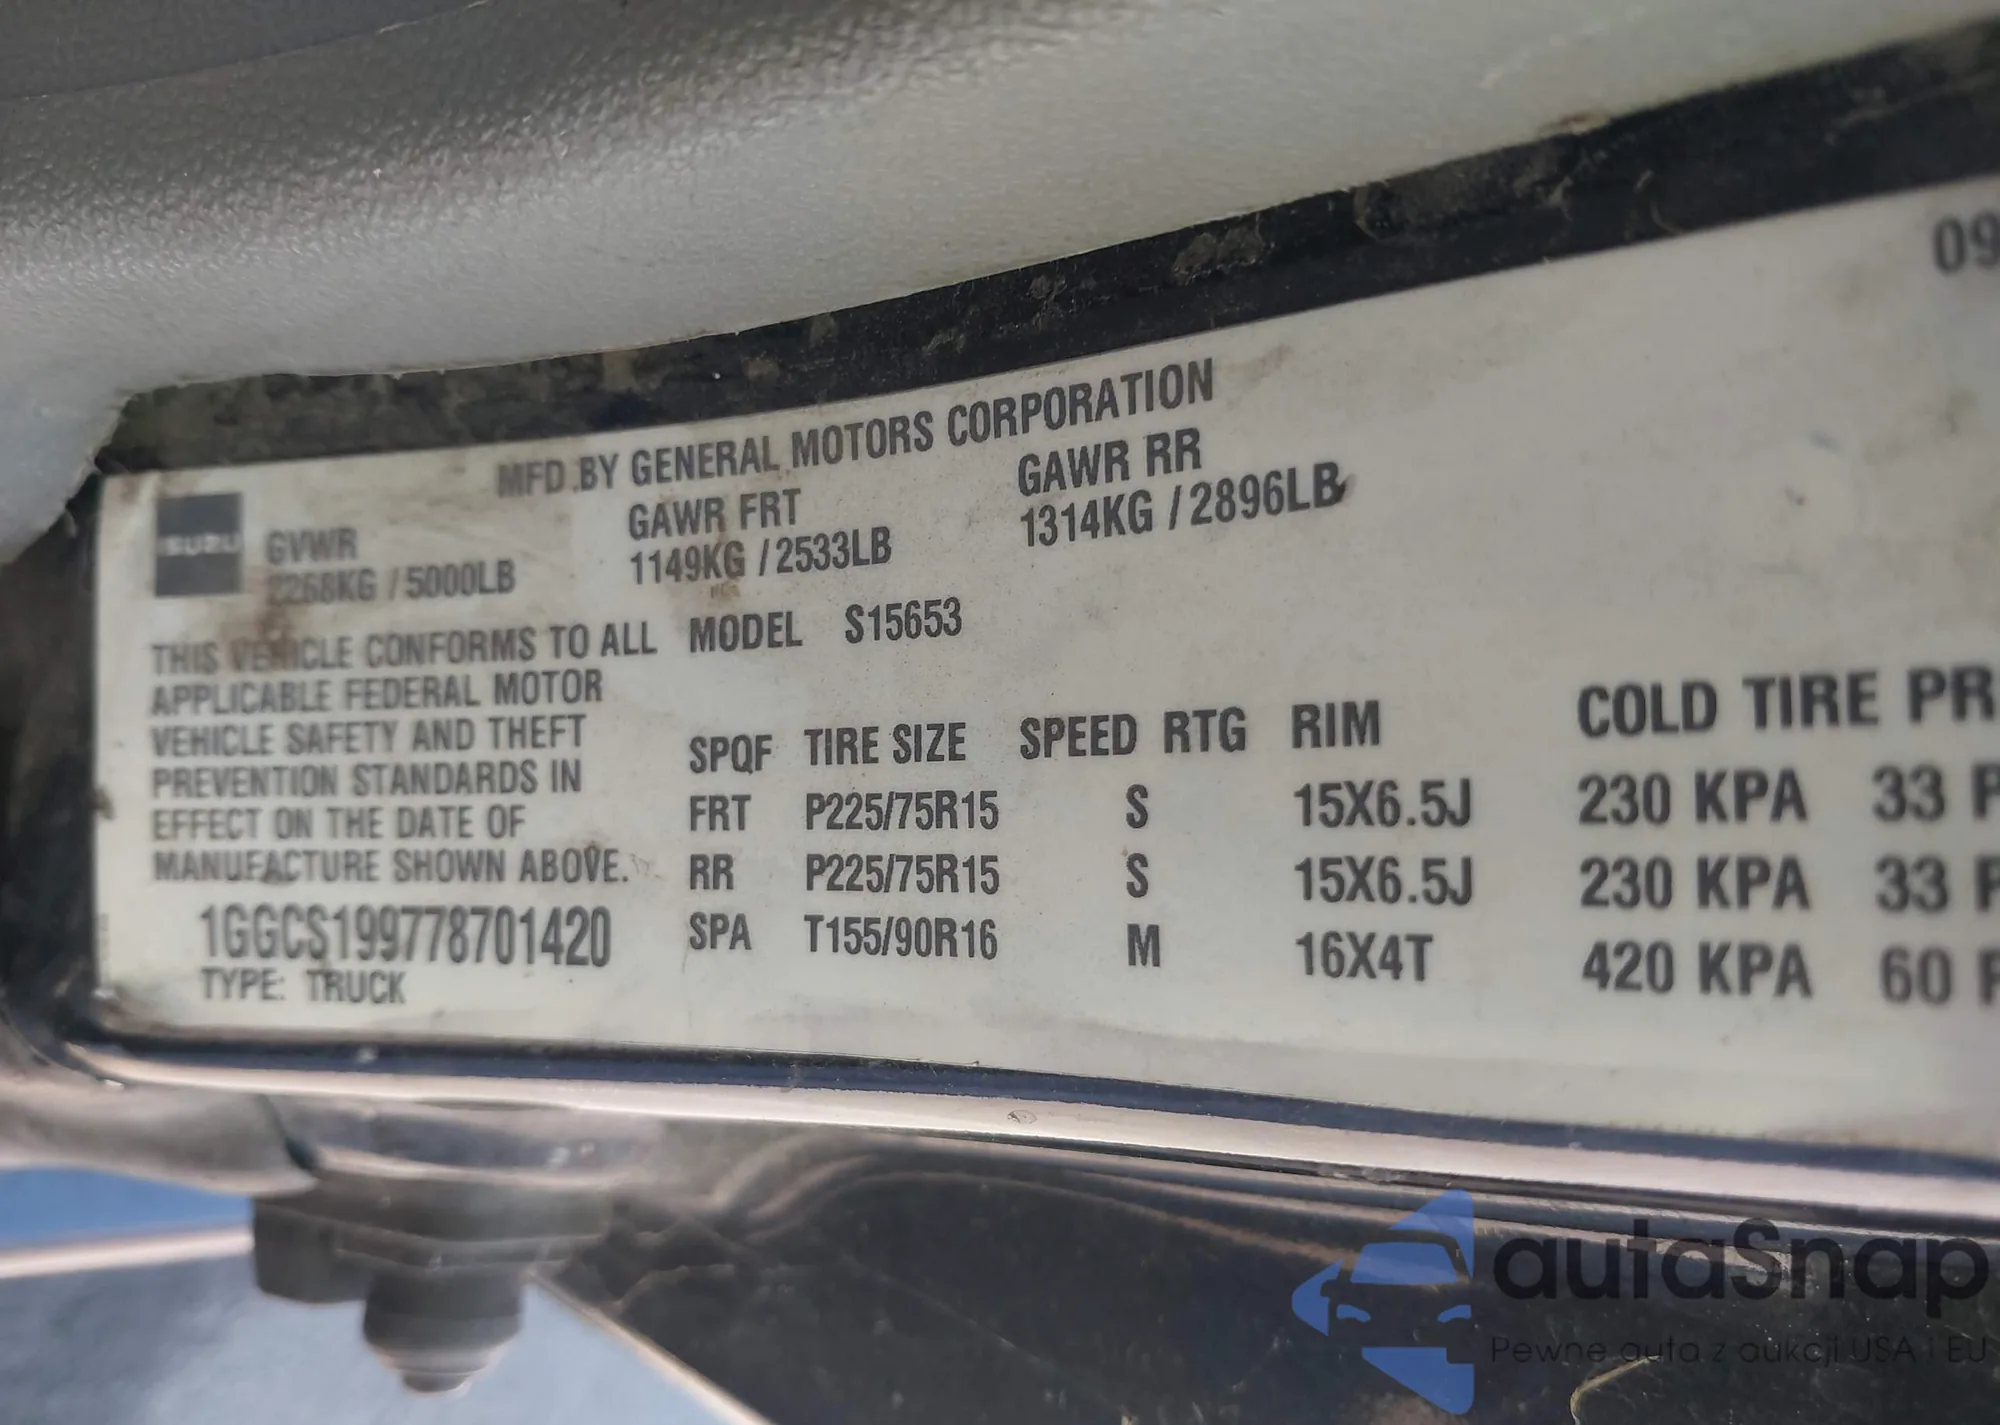 09
MFD.BY GENERAL MOTORS CORPORATION
ISUZU
GVWR GAWR FRT GAWR RR
2268KG / 5000LB 1149KG / 2533LB 1314KG / 2896LB
THIS VEHICLE CONFORMS TO ALL MODEL S15653
APPLICABLE FEDERAL MOTOR
VEHICLE SAFETY AND THEFT
PREVENTION STANDARDS IN
EFFECT ON THE DATE OF
MANUFACTURE SHOWN ABOVE.
1GGCS199778701420
TYPE: TRUCK
SPQF TIRE SIZE SPEED RTG RIM COLD TIRE PR
FRT P225/75R15 S 15X6.5J 230 KPA 33 P
RR P225/75R15 S 15X6.5J 230 KPA 33 P
SPA T155/90R16 M 16X4T 420 KPA 60 P
autaSnap
Pewne auta z aukcji USA i EU